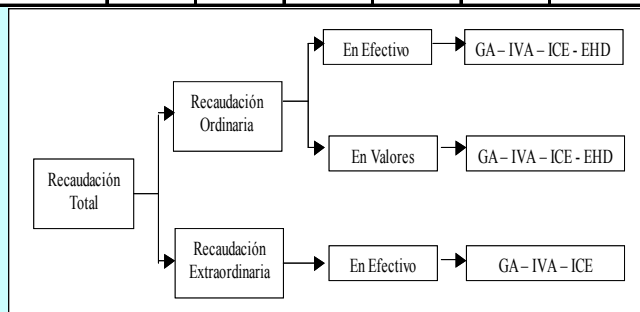 En Efectivo
GA – IVA – ICE - EHD
Recaudación
Ordinaria
En Valores
GA – IVA – ICE - EHD
Recaudación
Total
Recaudación
Extraordinaria
En Efectivo
GA – IVA – ICE